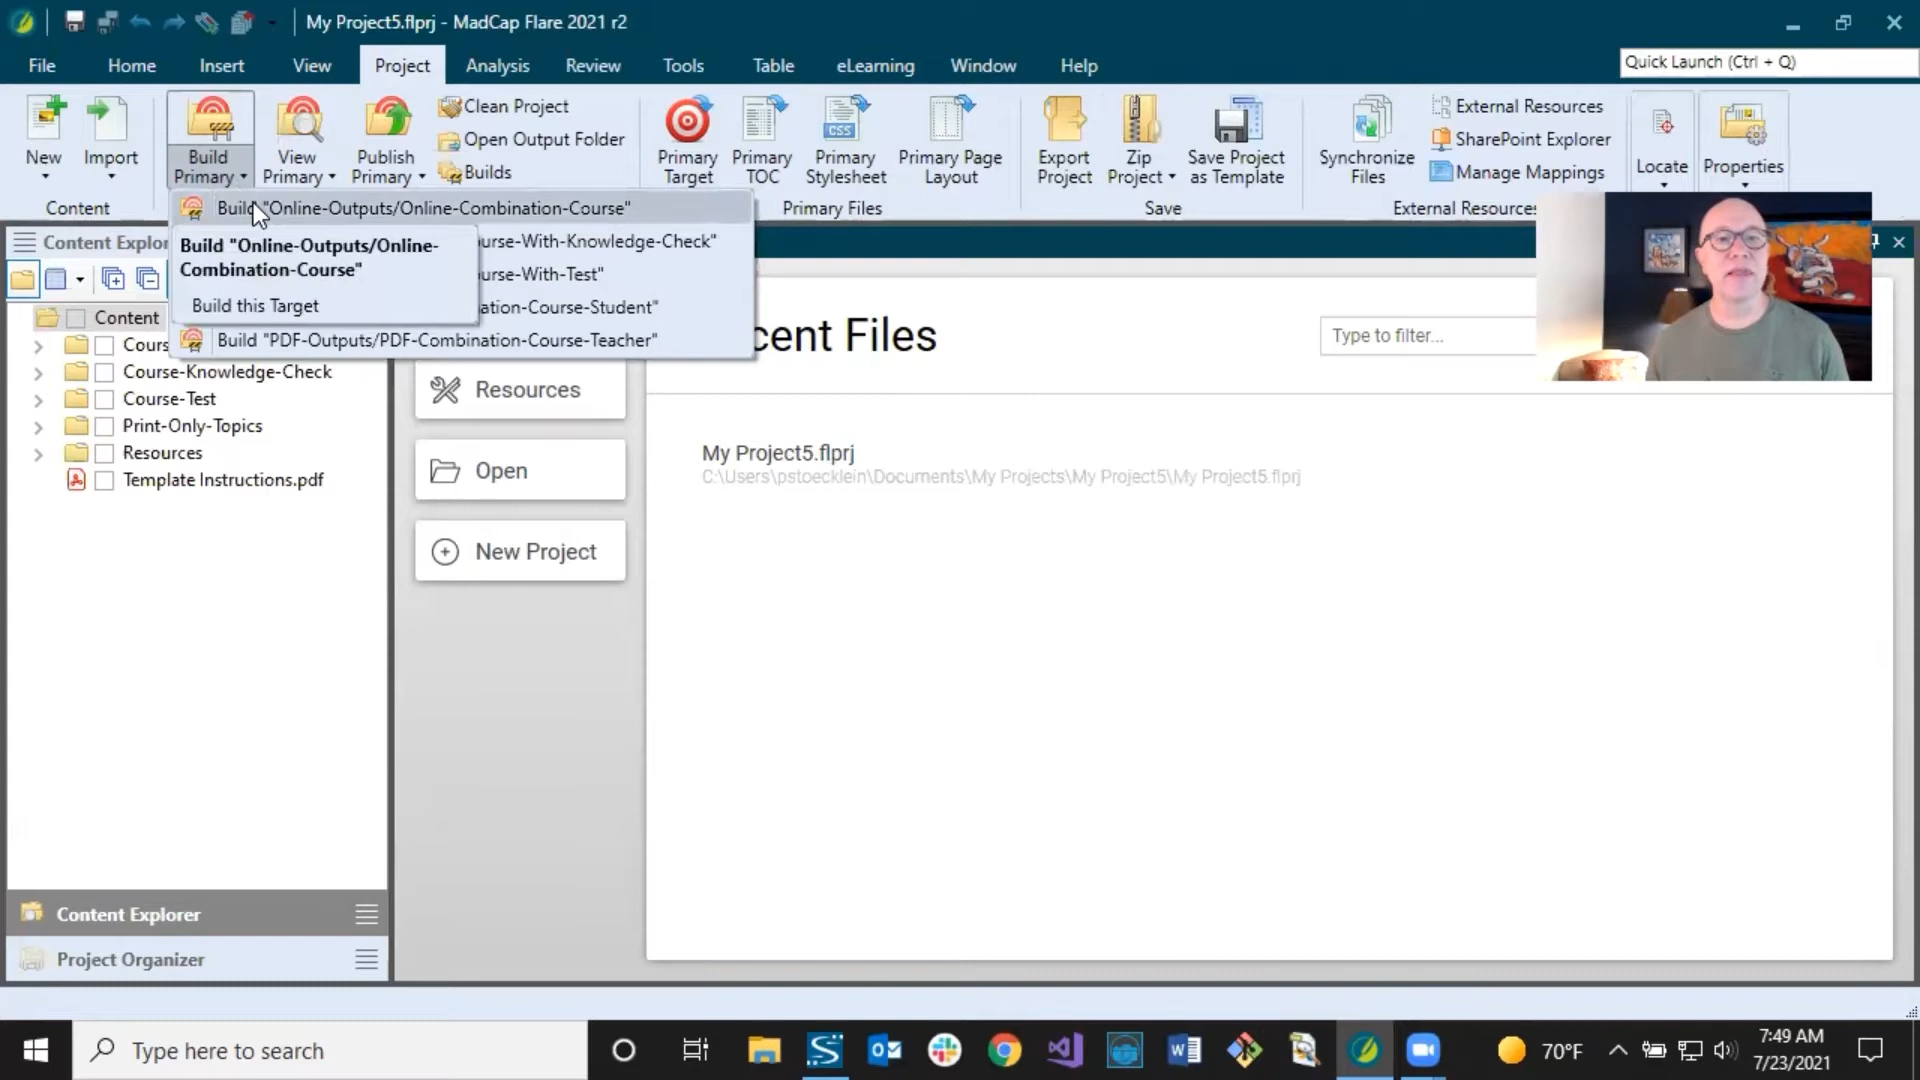 My Project5.flprj - MadCap Flare 2021 r2
File
Home
Insert
View
Project
Analysis
Review
Tools
Table
eLearning
Window
Help
Quick Launch (Ctrl + Q)
New
Import
Build
Primary
View
Primary
Publish
Primary
Clean Project
Open Output Folder
Builds
Primary
Target
Primary
TOC
CSS
Primary
Stylesheet
Primary Page
Layout
Export
Project
Zip
Project
Save Project
as Template
Synchronize
Files
External Resources
SharePoint Explorer
Manage Mappings
Locate
Properties
Content
Primary Files
Save
External Resources
Build "Online-Outputs/Online-Combination-Course"
urse-With-Knowledge-Check"
urse-With-Test"
ation-Course-Student"
Build "PDF-Outputs/PDF-Combination-Course-Teacher"
Build "Online-Outputs/Online-
Combination-Course"
Build this Target
Content Explor
Content
Cours
Course-Knowledge-Check
Course-Test
Print-Only-Topics
Resources
Template Instructions.pdf
Resources
Open
New Project
cent Files
Type to filter...
My Project5.flprj
C:\Users\pstoecklein\Documents\My Projects\My Project5\My Project5.flprj
Content Explorer
Project Organizer
Type here to search
70°F
7:49 AM
7/23/2021